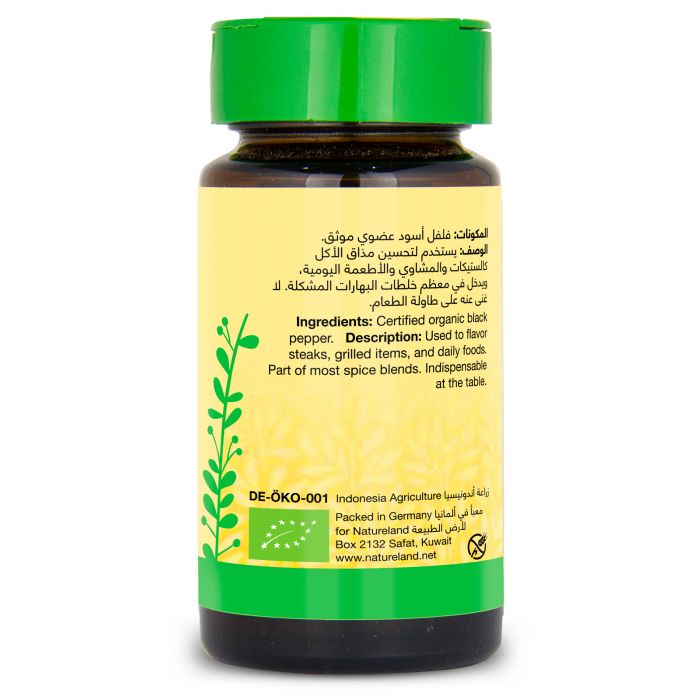 المكونات: فلفل أسود عضوي موثق.
الوصف: يستخدم لتحسين مذاق الأكل
كالستيكات والمشاوي والأطعمة اليومية،
ويدخل في معظم خلطات البهارات المشكلة. لا
غنى عنه على طاولة الطعام.
Ingredients: Certified organic black
pepper. Description: Used to flavor
steaks, grilled items, and daily foods.
Part of most spice blends. Indispensable
at the table.
DE-ÖKO-001 Indonesia Agriculture زراعة أندونيسيا
Packed in Germany معبأ في ألمانيا
for Natureland لأرض الطبيعة
Box 2132 Safat, Kuwait
www.natureland.net